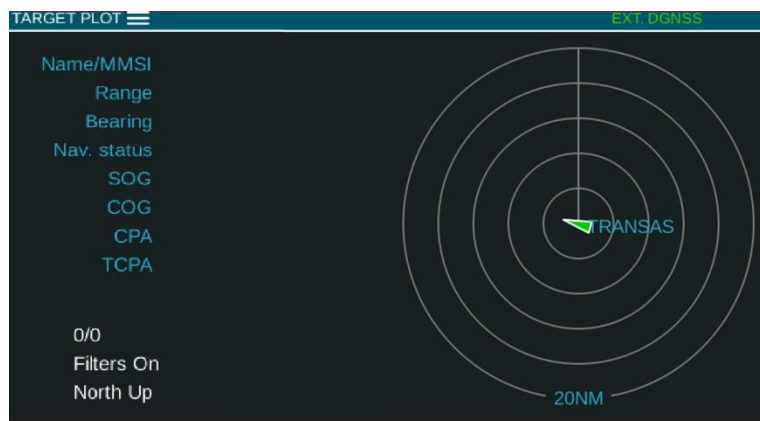 TARGET PLOT
EXT. DGNSS
Name/MMSI
Range
Bearing
Nav. status
SOG
COG
CPA
TCPA
TRANSAS
0/0
Filters On
North Up
20NM